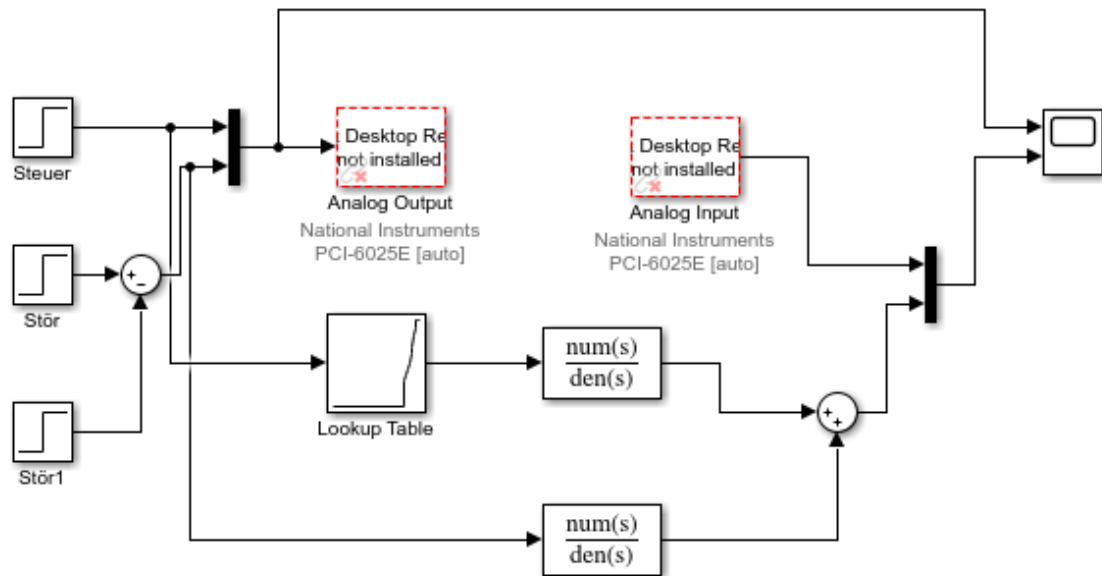 Steuer
. Desktop Re
not installed
Analog Output
National Instruments
PCI-6025E [auto]
. Desktop Re
not installed
Analog Input
National Instruments
PCI-6025E [auto]
+
−
Stör
Stör1
Lookup Table
num(s)
den(s)
+
+
num(s)
den(s)